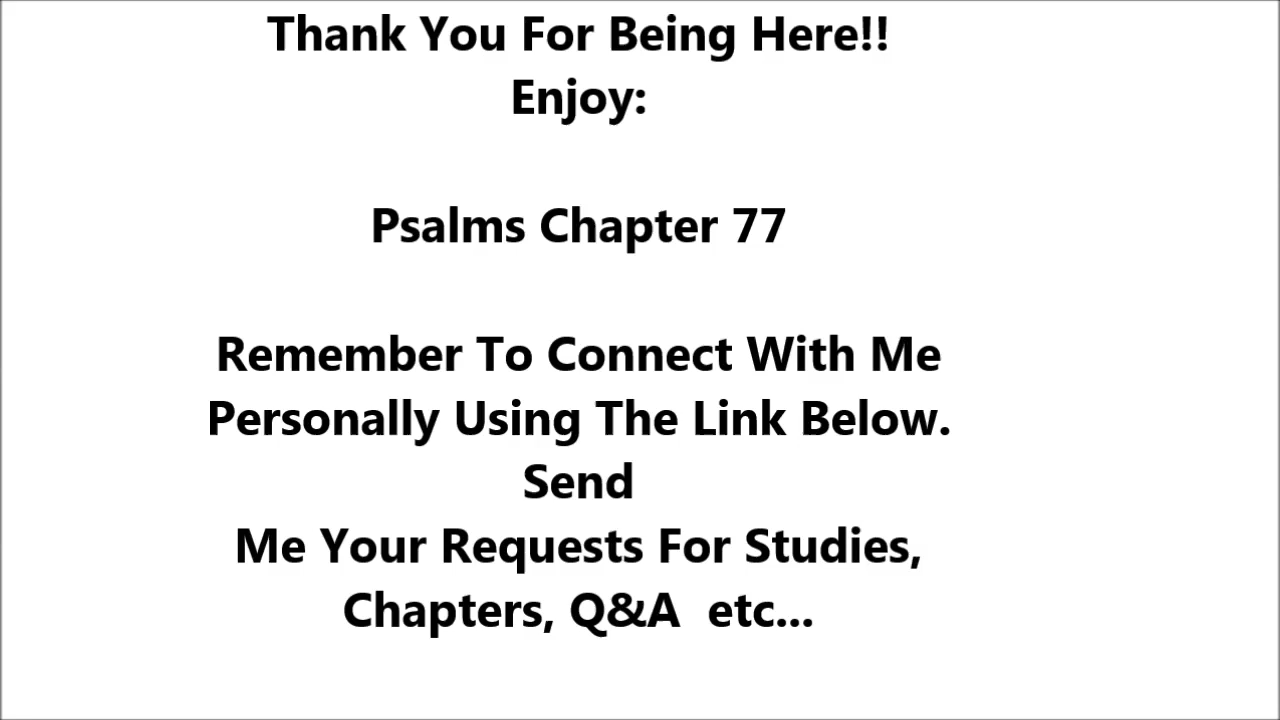 Thank You For Being Here!!
Enjoy:
Psalms Chapter 77
Remember To Connect With Me
Personally Using The Link Below.
Send
Me Your Requests For Studies,
Chapters, Q&A  etc...